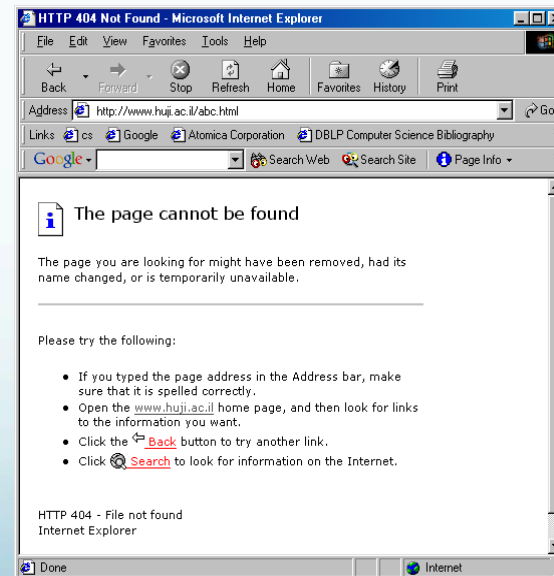 HTTP 404 Not Found - Microsoft Internet Explorer
File Edit View Favorites Tools Help
Back Forward Stop Refresh Home Favorites History Print
Address http://www.huji.ac.il/abc.html Go
Links cs Google Atomica Corporation DBLP Computer Science Bibliography
Google Search Web Search Site Page Info
The page cannot be found
The page you are looking for might have been removed, had its
name changed, or is temporarily unavailable.
Please try the following:
• If you typed the page address in the Address bar, make
sure that it is spelled correctly.
• Open the www.huji.ac.il home page, and then look for links
to the information you want.
• Click the Back button to try another link.
• Click Search to look for information on the Internet.
HTTP 404 - File not found
Internet Explorer
Done Internet